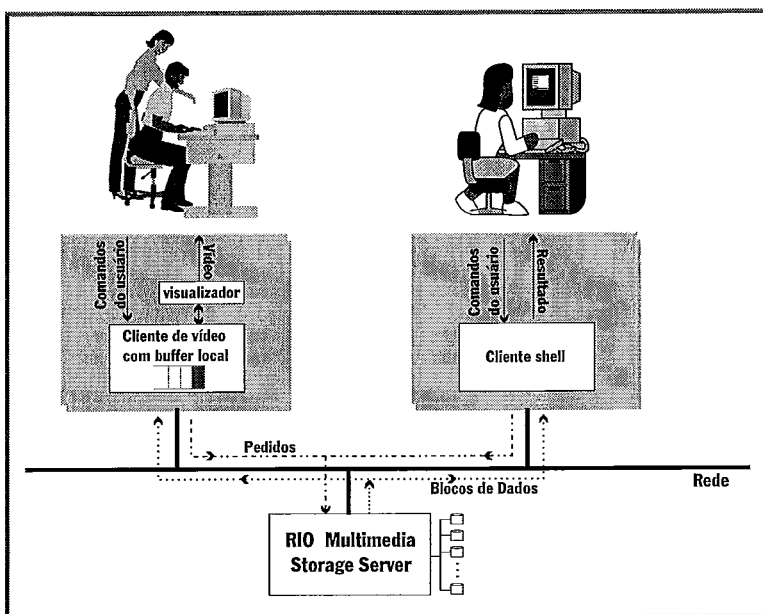 Comandos
do usuário
Vídeo
visualizador
Cliente de vídeo
com buffer local
Comandos
do usuário
Resultado
Cliente shell
Pedidos
Blocos de Dados
Rede
RIO Multimedia
Storage Server